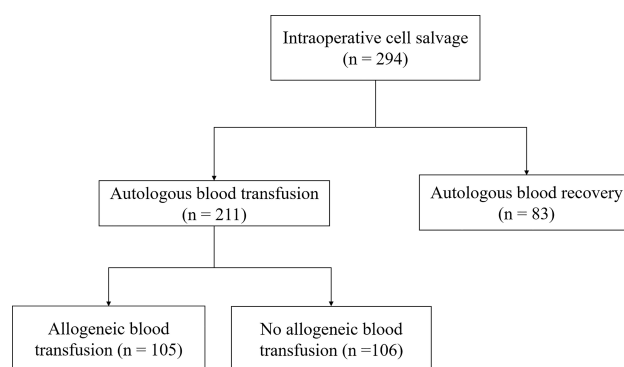 Intraoperative cell salvage
(n = 294)
Autologous blood transfusion
(n = 211)
Autologous blood recovery
(n = 83)
Allogeneic blood
transfusion (n = 105)
No allogeneic blood
transfusion (n =106)